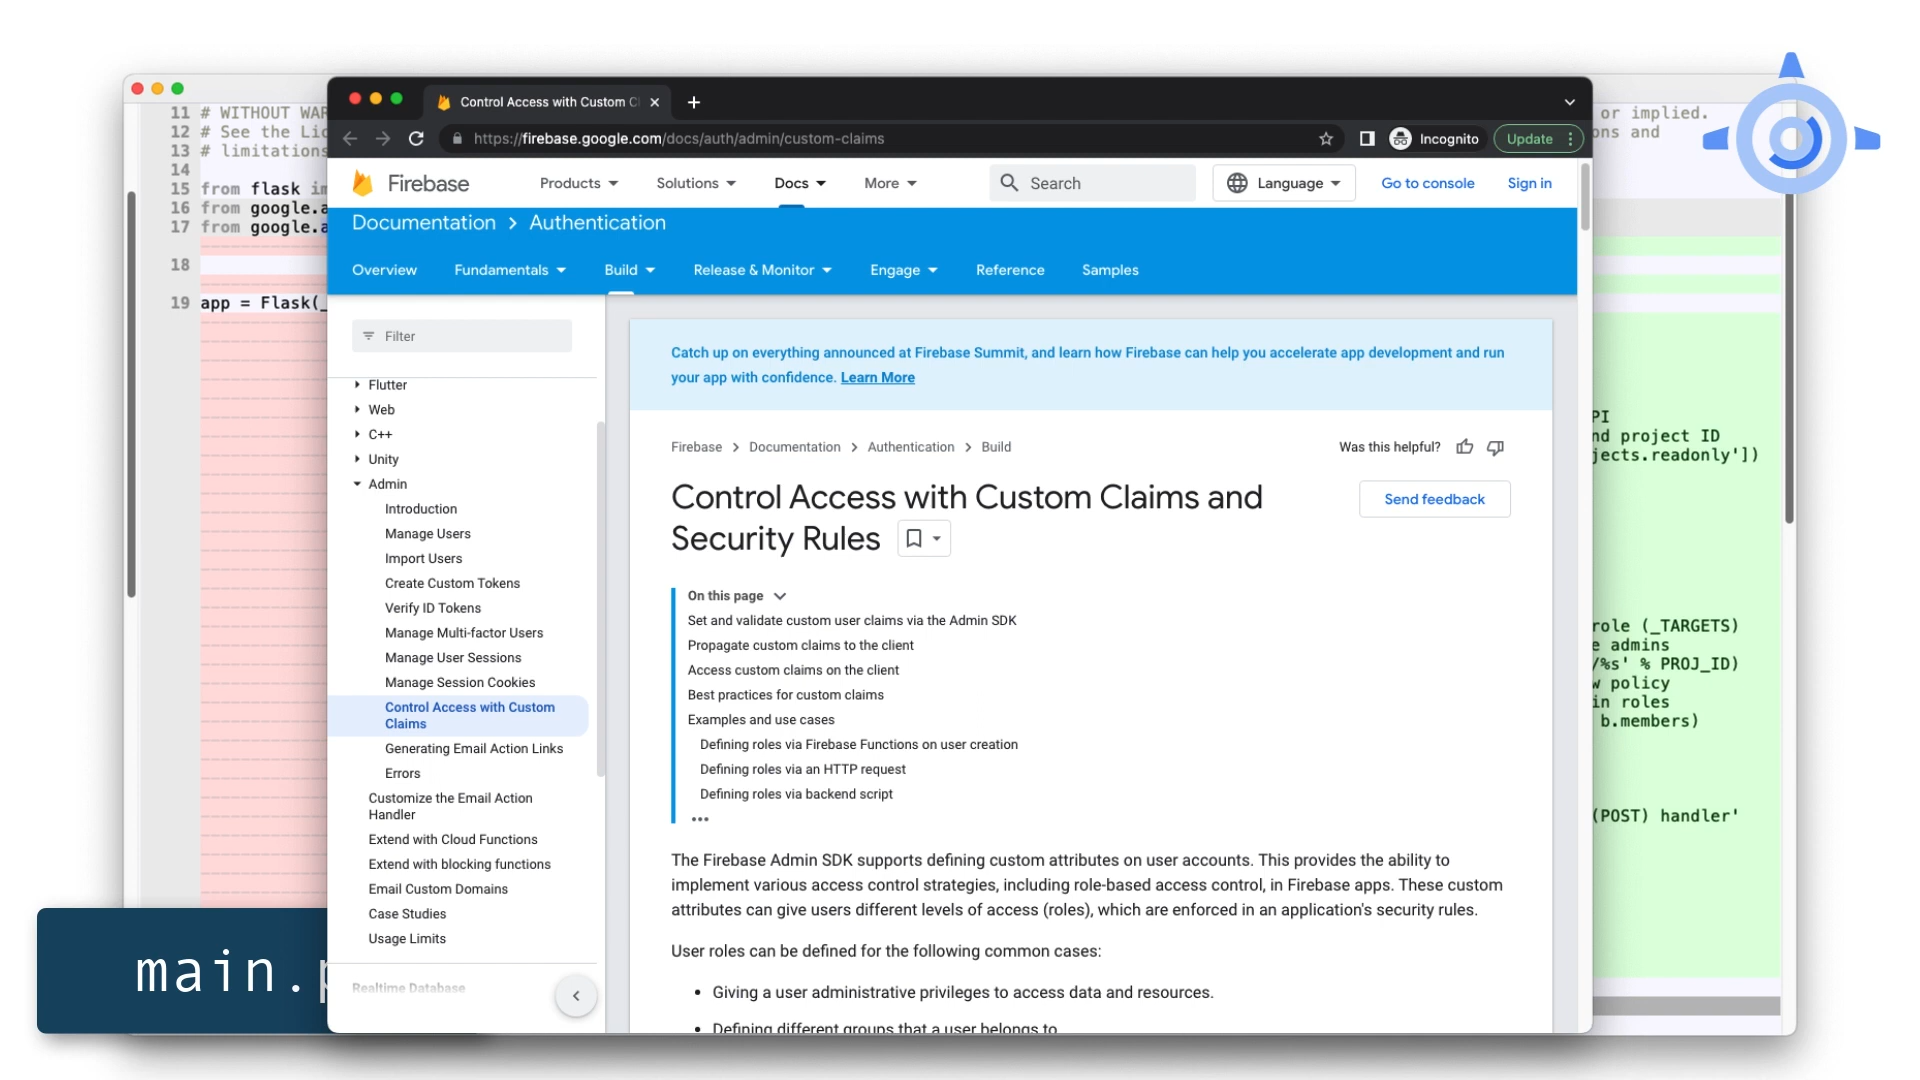 11 # WITHOUT WAR
12 # See the Lic
13 # limitations
14
15 from flask im
16 from google.a
17 from google.a
18
19 app = Flask(_
main.p
Control Access with Custom C
https://firebase.google.com/docs/auth/admin/custom-claims
Incognito
Update
Firebase
Products
Solutions
Docs
More
Search
Language
Go to console
Sign in
Documentation > Authentication
Overview
Fundamentals
Build
Release & Monitor
Engage
Reference
Samples
Filter
Flutter
Web
C++
Unity
Admin
Introduction
Manage Users
Import Users
Create Custom Tokens
Verify ID Tokens
Manage Multi-factor Users
Manage User Sessions
Manage Session Cookies
Control Access with Custom
Claims
Generating Email Action Links
Errors
Customize the Email Action
Handler
Extend with Cloud Functions
Extend with blocking functions
Email Custom Domains
Case Studies
Usage Limits
Realtime Database
Catch up on everything announced at Firebase Summit, and learn how Firebase can help you accelerate app development and run
your app with confidence. Learn More
Firebase > Documentation > Authentication > Build
Was this helpful?
Control Access with Custom Claims and
Security Rules
Send feedback
On this page
Set and validate custom user claims via the Admin SDK
Propagate custom claims to the client
Access custom claims on the client
Best practices for custom claims
Examples and use cases
Defining roles via Firebase Functions on user creation
Defining roles via an HTTP request
Defining roles via backend script
•••
The Firebase Admin SDK supports defining custom attributes on user accounts. This provides the ability to
implement various access control strategies, including role-based access control, in Firebase apps. These custom
attributes can give users different levels of access (roles), which are enforced in an application's security rules.
User roles can be defined for the following common cases:
• Giving a user administrative privileges to access data and resources.
• Defining different groups that a user belongs to
or implied.
ons and
PI
nd project ID
jects.readonly'])
role (_TARGETS)
e admins
/%s' % PROJ_ID)
w policy
in roles
b.members)
(POST) handler'